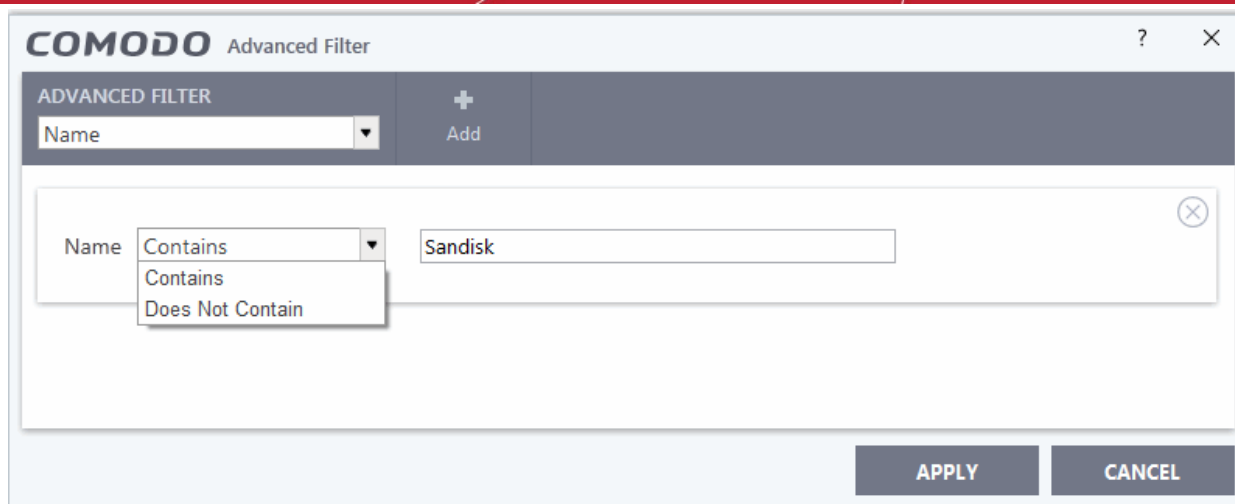 COMODO Advanced Filter ?
ADVANCED FILTER
Name
Add
Name Contains Sandisk
Contains
Does Not Contain
APPLY CANCEL